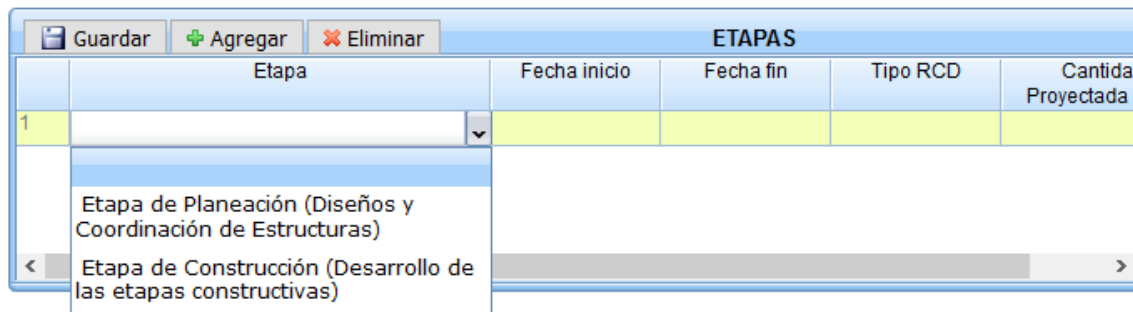 Guardar Agregar Eliminar ETAPAS
Etapa Fecha inicio Fecha fin Tipo RCD Cantida
Proyectada
1
Etapa de Planeación (Diseños y
Coordinación de Estructuras)
Etapa de Construcción (Desarrollo de
las etapas constructivas)